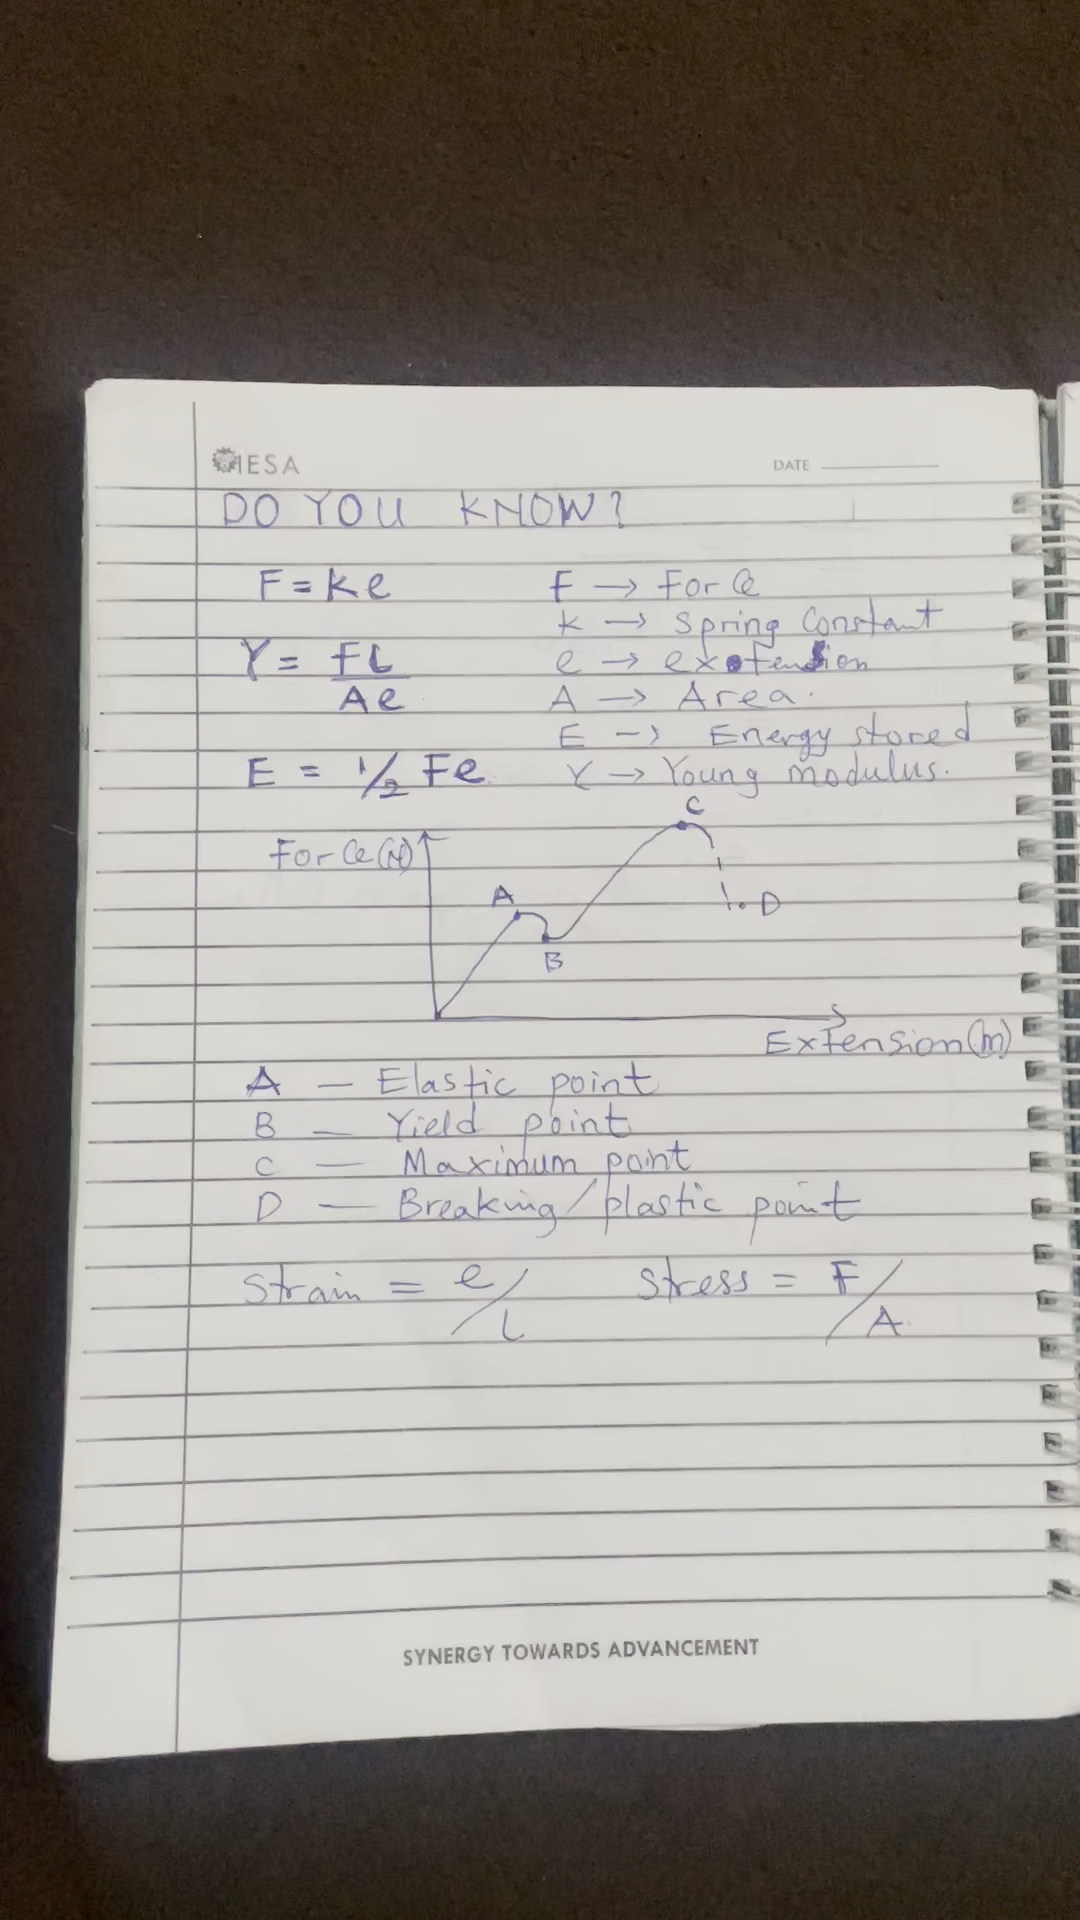 MESA
DATE
DO YOU KNOW?
F = ke F → Force
k → Spring Constant
Y = FL/Ae e → extension
A → Area.
E → Energy stored
E = 1/2 Fe. Y → Young modulus.
C
Force (N)
A
D
B
Extension (m)
A – Elastic point
B – Yield point
C – Maximum point
D – Breaking/plastic point
Strain = e/L Stress = F/A.
SYNERGY TOWARDS ADVANCEMENT